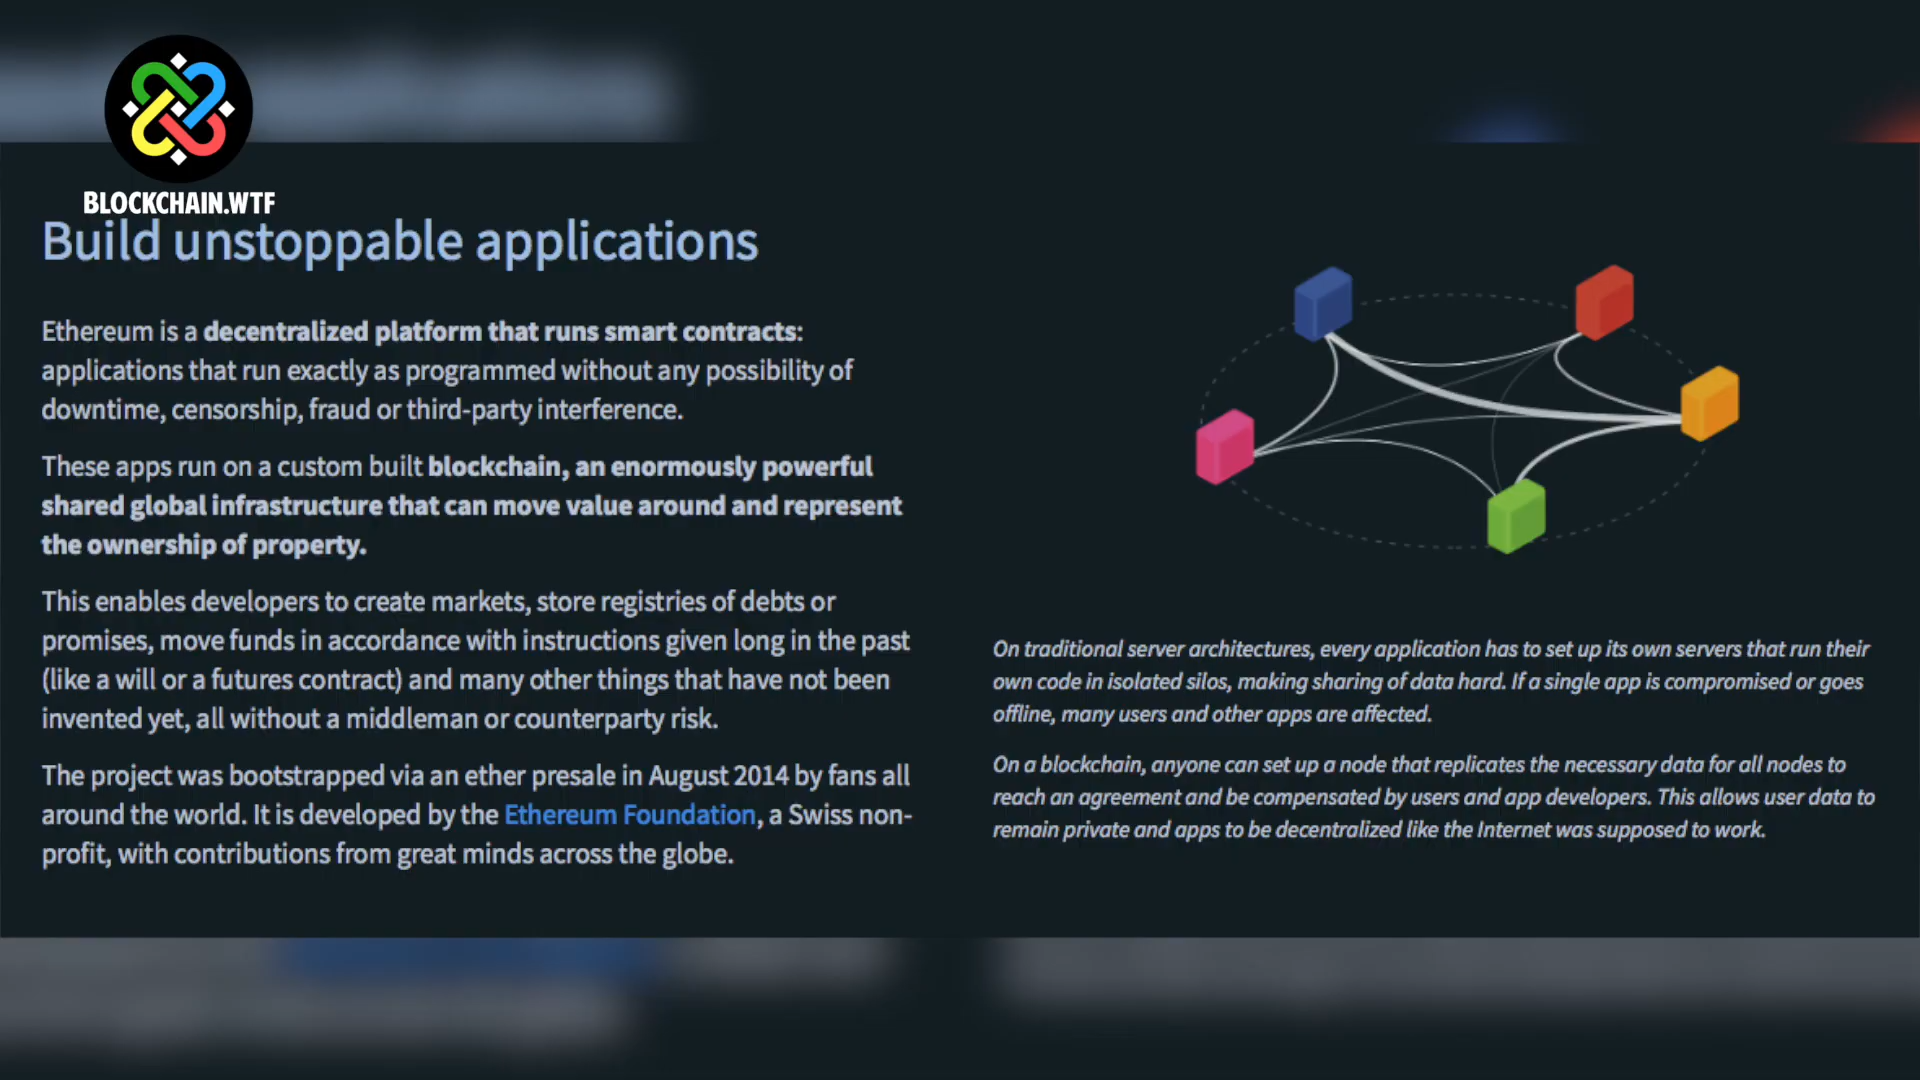 BLOCKCHAIN.WTF
Build unstoppable applications
Ethereum is a decentralized platform that runs smart contracts:
applications that run exactly as programmed without any possibility of
downtime, censorship, fraud or third-party interference.
These apps run on a custom built blockchain, an enormously powerful
shared global infrastructure that can move value around and represent
the ownership of property.
This enables developers to create markets, store registries of debts or
promises, move funds in accordance with instructions given long in the past
(like a will or a futures contract) and many other things that have not been
invented yet, all without a middleman or counterparty risk.
The project was bootstrapped via an ether presale in August 2014 by fans all
around the world. It is developed by the Ethereum Foundation, a Swiss non-
profit, with contributions from great minds across the globe.
On traditional server architectures, every application has to set up its own servers that run their
own code in isolated silos, making sharing of data hard. If a single app is compromised or goes
offline, many users and other apps are affected.
On a blockchain, anyone can set up a node that replicates the necessary data for all nodes to
reach an agreement and be compensated by users and app developers. This allows user data to
remain private and apps to be decentralized like the Internet was supposed to work.